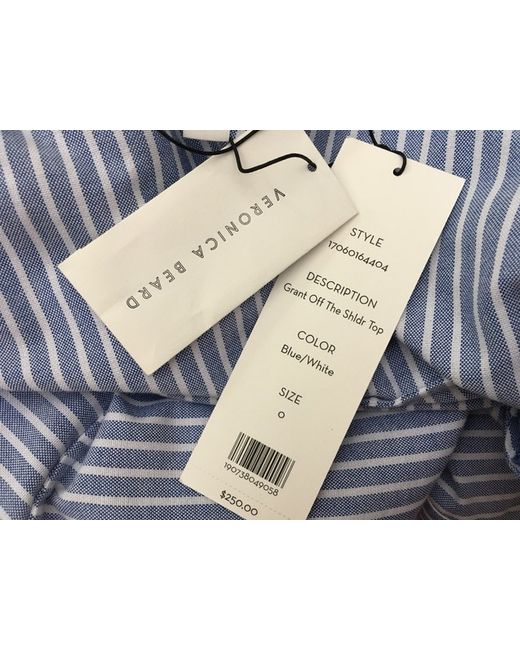 VERONICA BEARD
STYLE
17060164404
DESCRIPTION
Grant Off The Shldr Top
COLOR
Blue/White
SIZE
0
190738049058
$250.00